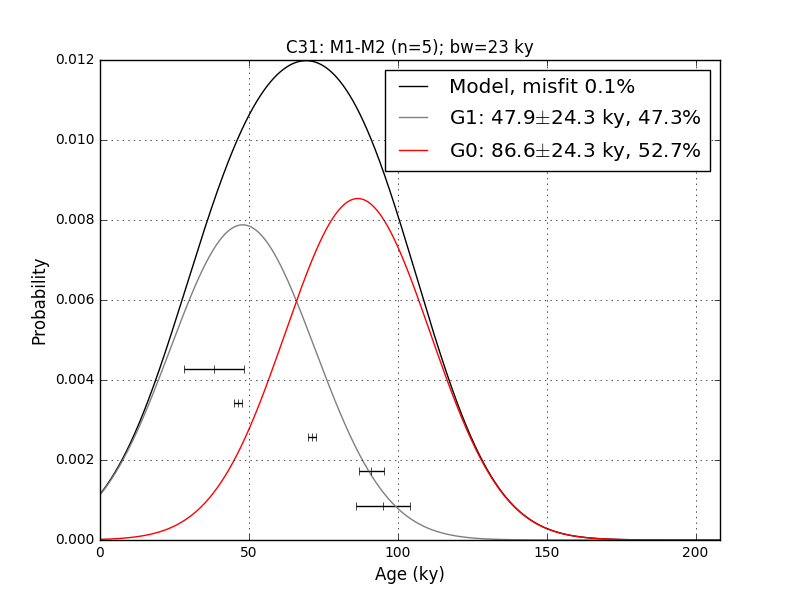 C31: M1-M2 (n=5); bw=23 ky
0.012
Model, misfit 0.1%
G1: 47.9±24.3 ky, 47.3%
G0: 86.6±24.3 ky, 52.7%
0.010
0.008
0.006
0.004
0.002
0.000
Probability
0 50 100 150 200
Age (ky)